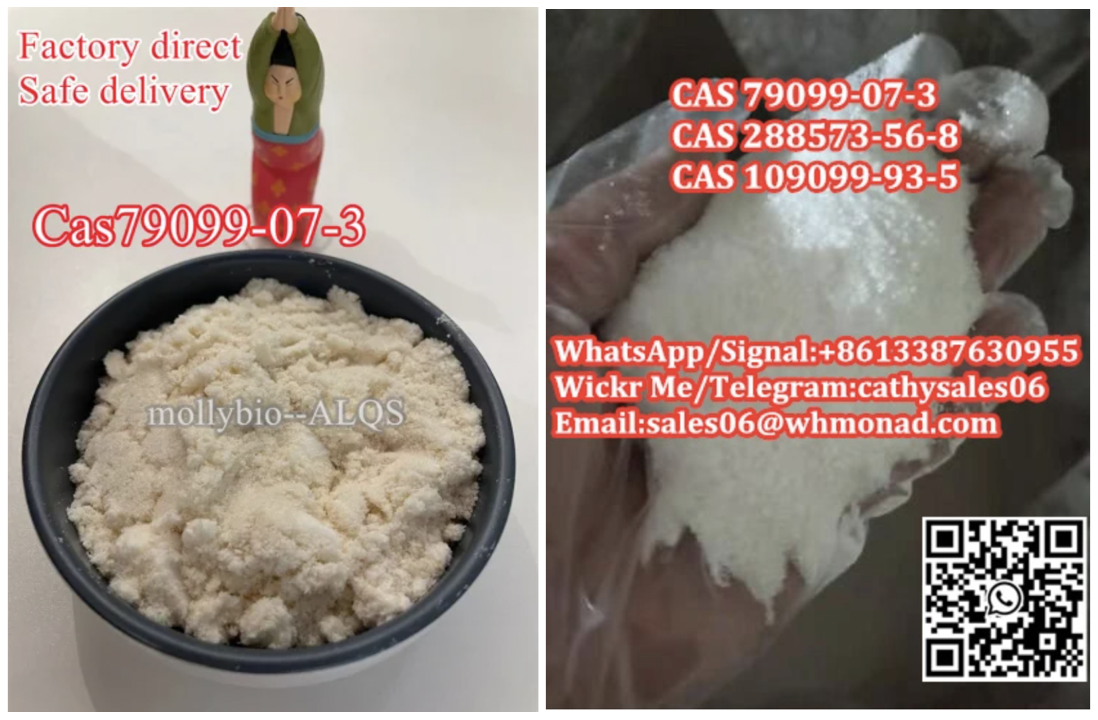 Factory direct
Safe delivery
Cas79099-07-3
mollybio--ALQS
CAS 79099-07-3
CAS 288573-56-8
CAS 109099-93-5
WhatsApp/Signal:+8613387630955
Wickr Me/Telegram:cathysales06
Email:sales06@whmonad.com